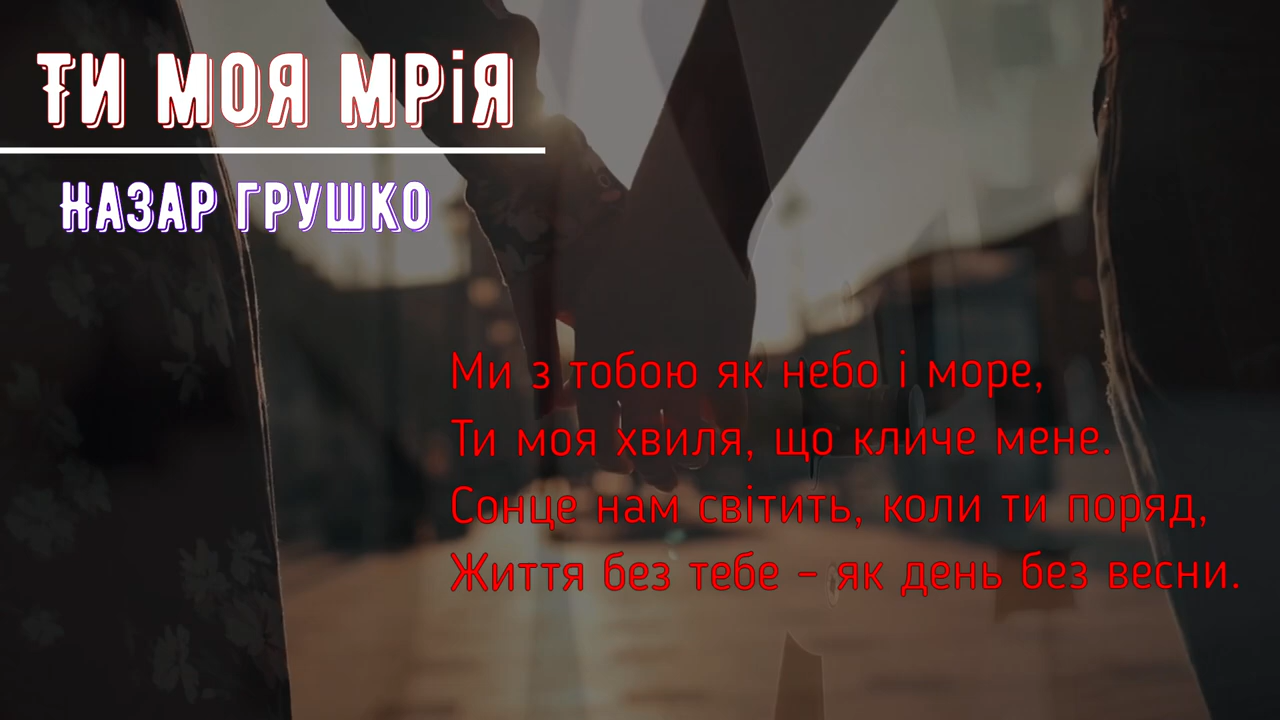 Ти моя мрія
Назар Грушко
Ми з тобою як небо і море,
Ти моя хвиля, що кличе мене.
Сонце нам світить, коли ти поряд,
Життя без тебе – як день без весни.